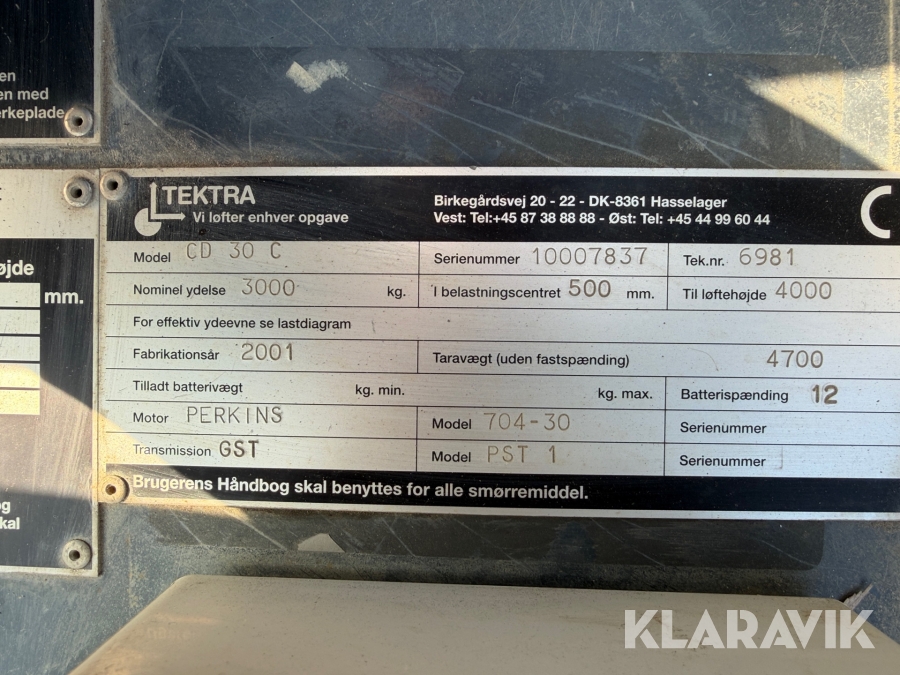 en
en med
erkeplade
øjde
mm.
og
kal
TEKTRA
Vi løfter enhver opgave
Birkegårdsvej 20 - 22 - DK-8361 Hasselager
Vest: Tel:+45 87 38 88 88 - Øst: Tel: +45 44 99 60 44
Model CD 30 C Serienummer 10007837 Tek.nr. 6981
Nominel ydelse 3000 kg. I belastningscentret 500 mm. Til løftehøjde 4000
For effektiv ydeevne se lastdiagram
Fabrikationsår 2001 Taravægt (uden fastspænding) 4700
Tilladt batterivægt kg. min. kg. max. Batterispænding 12
Motor PERKINS Model 704-30 Serienummer
Transmission GST Model PST 1 Serienummer
Brugerens Håndbog skal benyttes for alle smørremiddel.
KLARAVIK